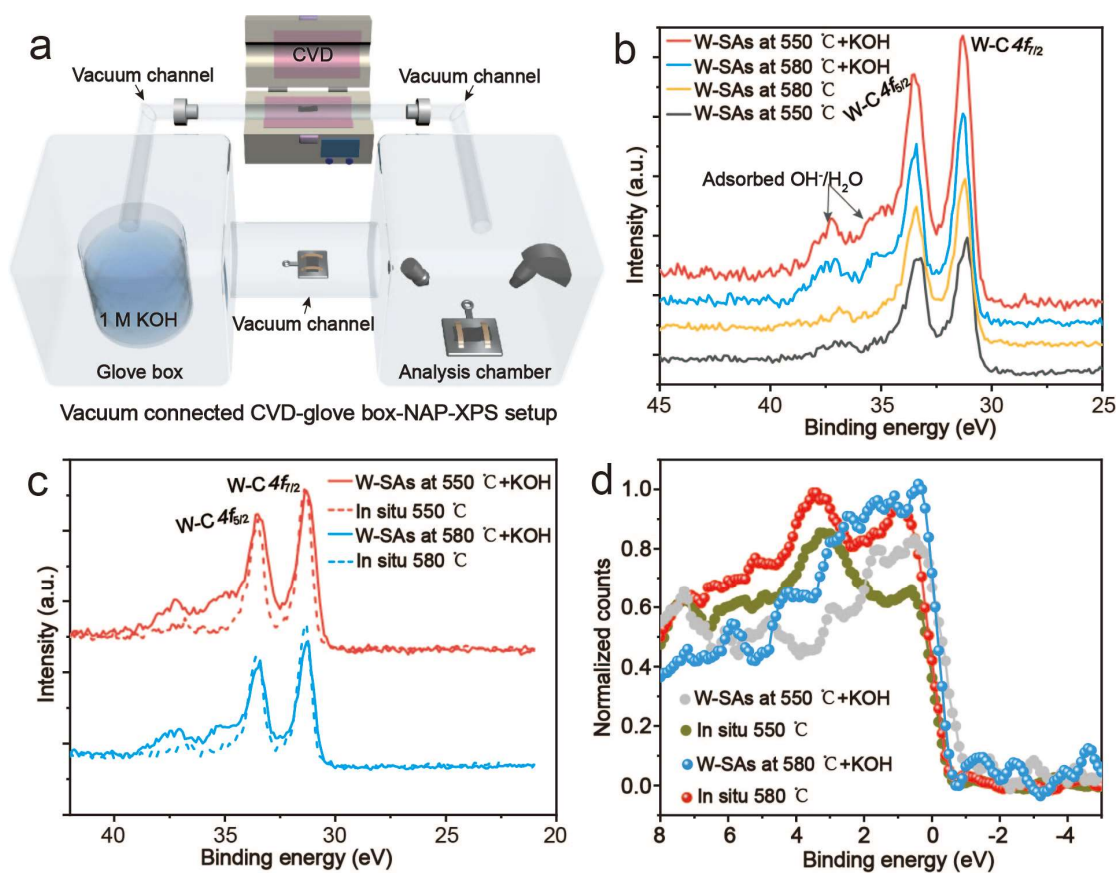 a
CVD
Vacuum channel
Vacuum channel
1 M KOH
Vacuum channel
Glove box
Analysis chamber
Vacuum connected CVD-glove box-NAP-XPS setup
b
W-SAs at 550 ℃+KOH
W-SAs at 580 ℃+KOH
W-SAs at 580 ℃
W-SAs at 550 ℃
W-C 4f7/2
W-C 4f5/2
Adsorbed OH⁻/H₂O
Intensity (a.u.)
45 40 35 30 25
Binding energy (eV)
c
W-C 4f7/2
W-C 4f5/2
W-SAs at 550 ℃+KOH
In situ 550 ℃
W-SAs at 580 ℃+KOH
In situ 580 ℃
Intensity (a.u.)
40 35 30 25 20
Binding energy (eV)
d
1.0
0.8
0.6
0.4
0.2
0.0
Normalized counts
W-SAs at 550 ℃+KOH
In situ 550 ℃
W-SAs at 580 ℃+KOH
In situ 580 ℃
8 6 4 2 0 -2 -4
Binding energy (eV)